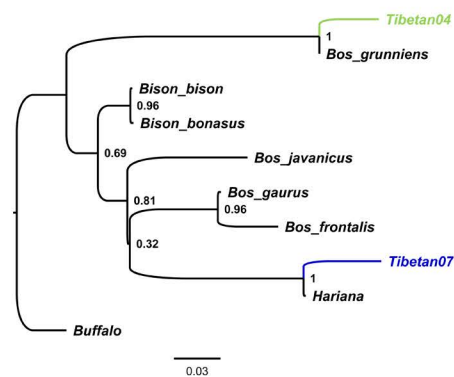 Tibetan04
1
Bos_grunniens
Bison_bison
0.96
Bison_bonasus
0.69
Bos_javanicus
0.81
Bos_gaurus
0.96
Bos_frontalis
0.32
Tibetan07
1
Hariana
Buffalo
0.03